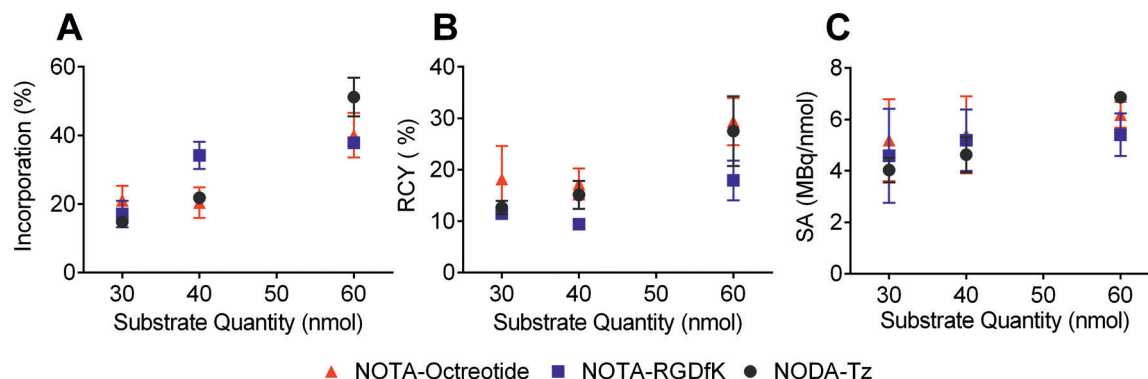 A
B
C
Incorporation (%)
60
40
20
0
30 40 50 60
Substrate Quantity (nmol)
RCY ( %)
40
30
20
10
0
30 40 50 60
Substrate Quantity (nmol)
SA (MBq/nmol)
8
6
4
2
0
30 40 50 60
Substrate Quantity (nmol)
NOTA-Octreotide NOTA-RGDfK NODA-Tz